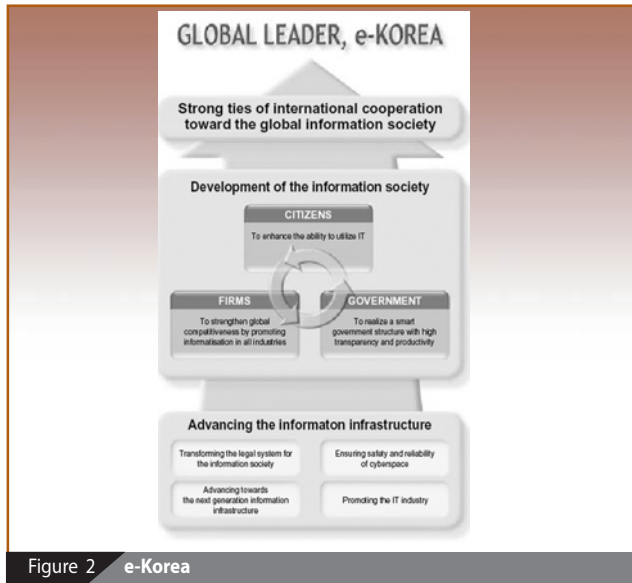 GLOBAL LEADER, e-KOREA
Strong ties of international cooperation
toward the global information society
Development of the information society
CITIZENS
To enhance the ability to utilize IT
FIRMS
To strengthen global
competitiveness by promoting
informatisation in all industries
GOVERNMENT
To realize a smart
government structure with high
transparency and productivity
Advancing the informaton infrastructure
Transforming the legal system for
the information society
Ensuring safety and reliability
of cyberspace
Advancing towards
the next generation information
infrastructure
Promoting the IT industry
Figure 2 e-Korea